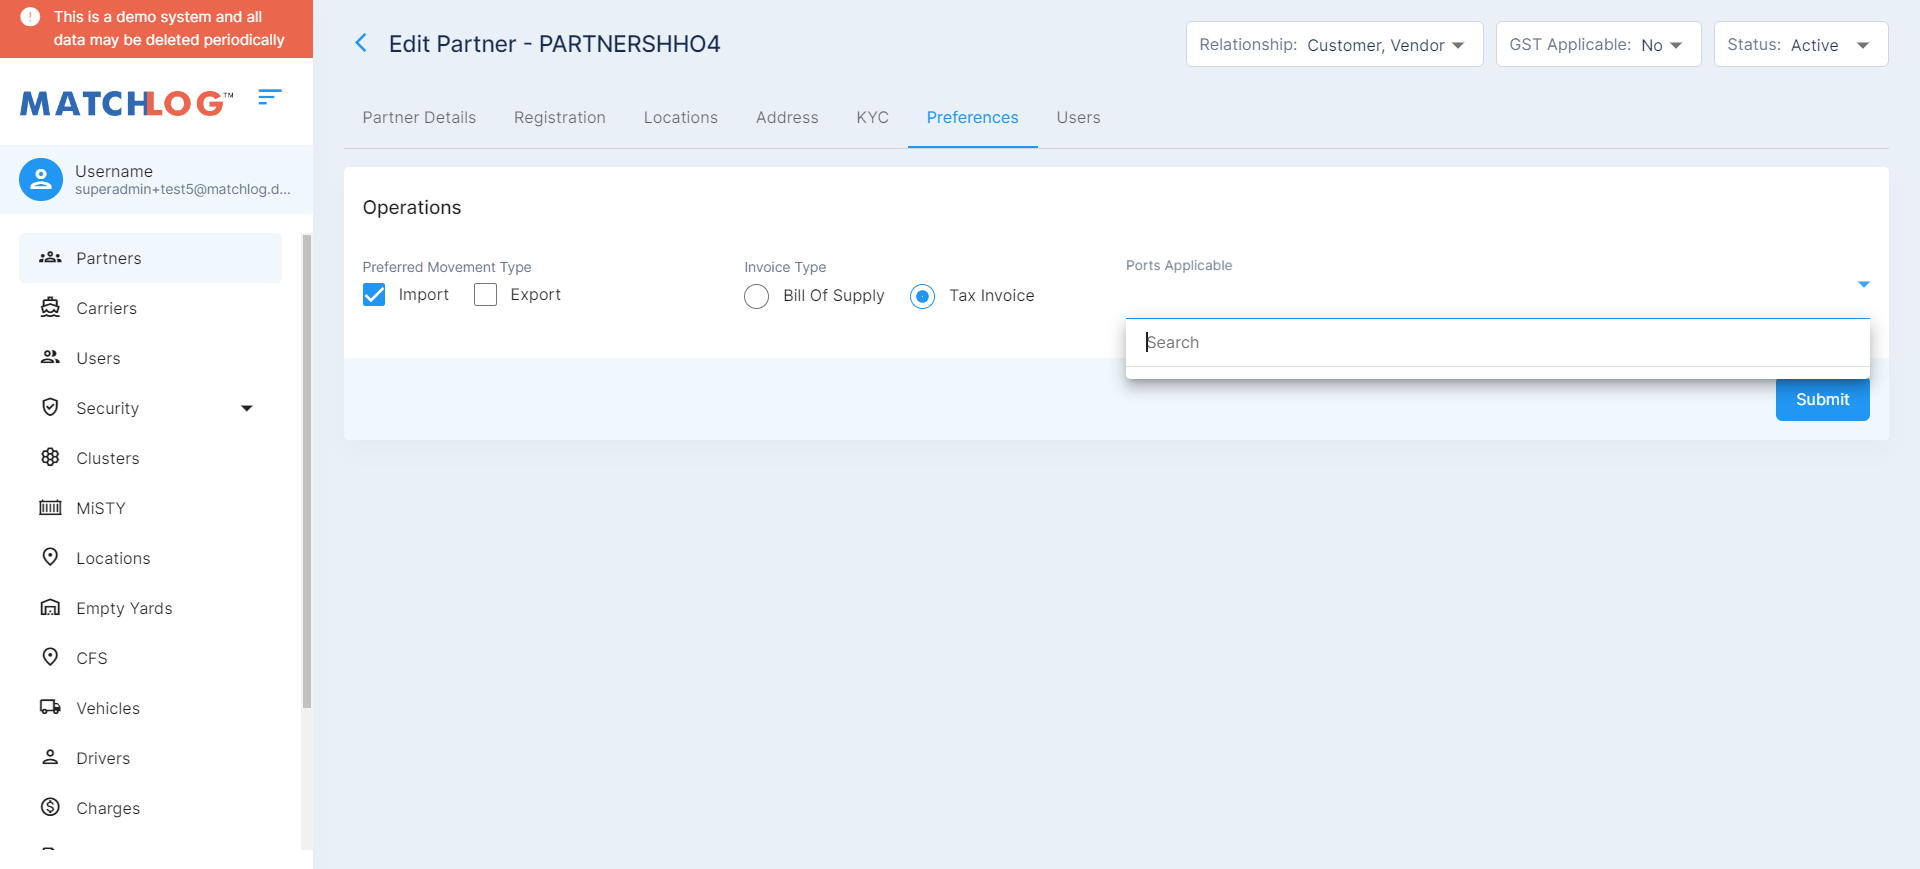 This is a demo system and all
data may be deleted periodically
MATCHLOG™
Username
superadmin+test5@matchlog.d...
Partners
Carriers
Users
Security
Clusters
MiSTY
Locations
Empty Yards
CFS
Vehicles
Drivers
Charges
Edit Partner - PARTNERSHHO4
Relationship: Customer, Vendor
GST Applicable: No
Status: Active
Partner Details
Registration
Locations
Address
KYC
Preferences
Users
Operations
Preferred Movement Type
Import
Export
Invoice Type
Bill Of Supply
Tax Invoice
Ports Applicable
Search
Submit